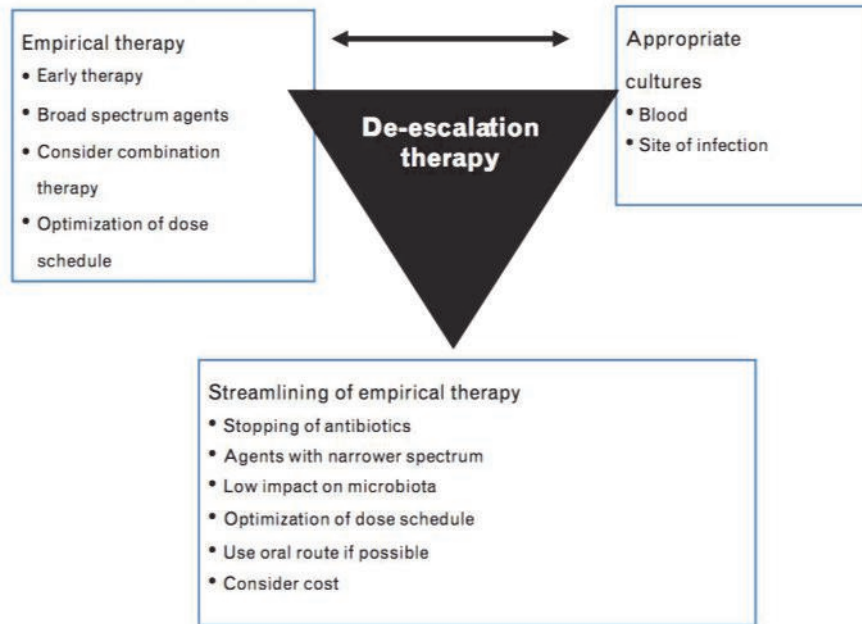 Empirical therapy
• Early therapy
• Broad spectrum agents
• Consider combination
therapy
• Optimization of dose
schedule
De-escalation
therapy
Appropriate
cultures
• Blood
• Site of infection
Streamlining of empirical therapy
• Stopping of antibiotics
• Agents with narrower spectrum
• Low impact on microbiota
• Optimization of dose schedule
• Use oral route if possible
• Consider cost